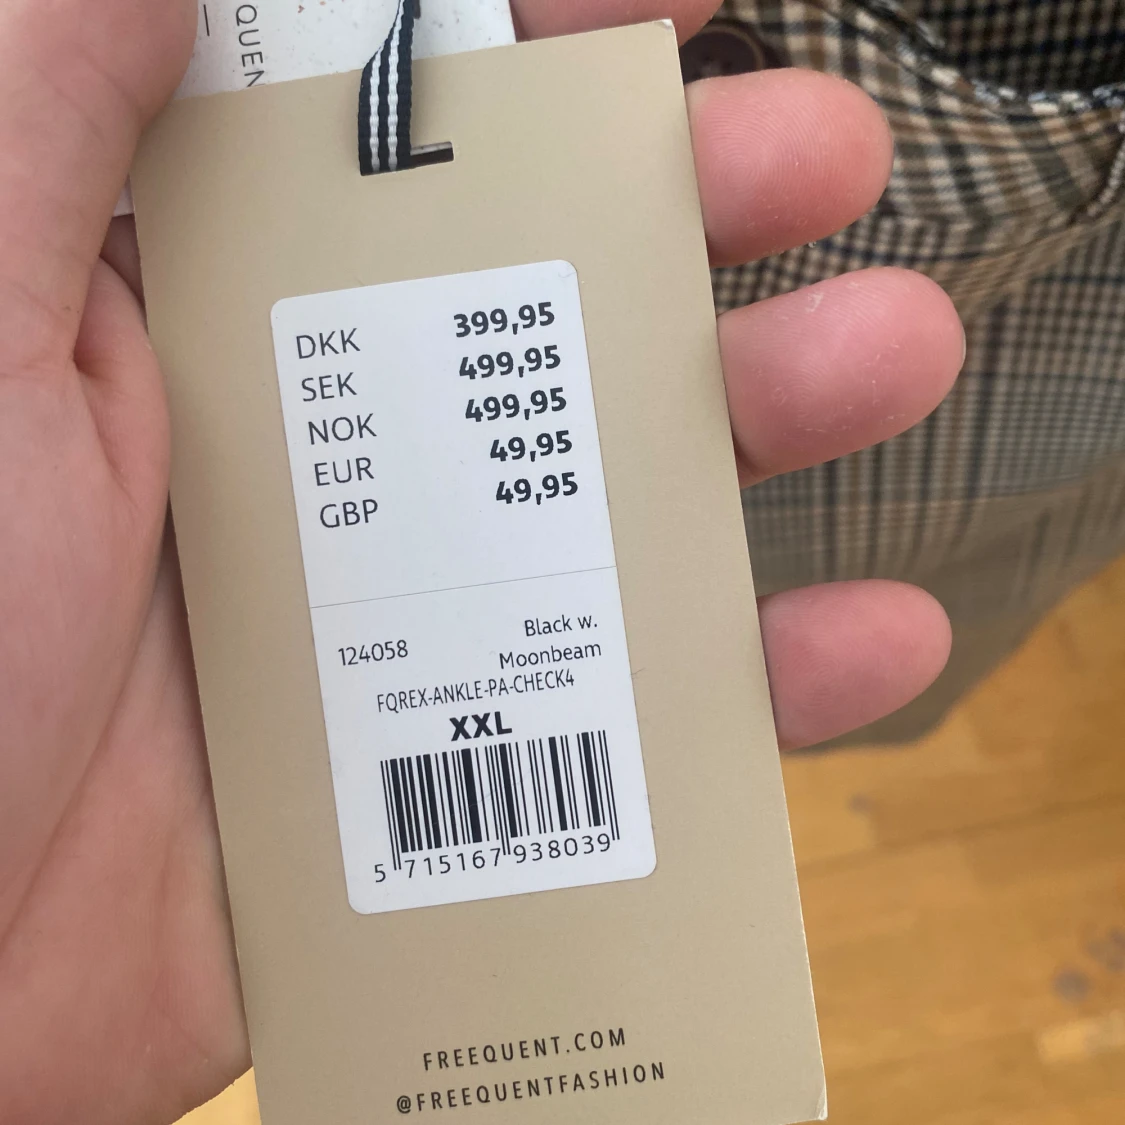 QUEN
DKK 399,95
SEK 499,95
NOK 499,95
EUR 49,95
GBP 49,95
124058 Black w. Moonbeam
FQREX-ANKLE-PA-CHECK4
XXL
5 715167 938039
FREEQUENT.COM
@FREEQUENTFASHION